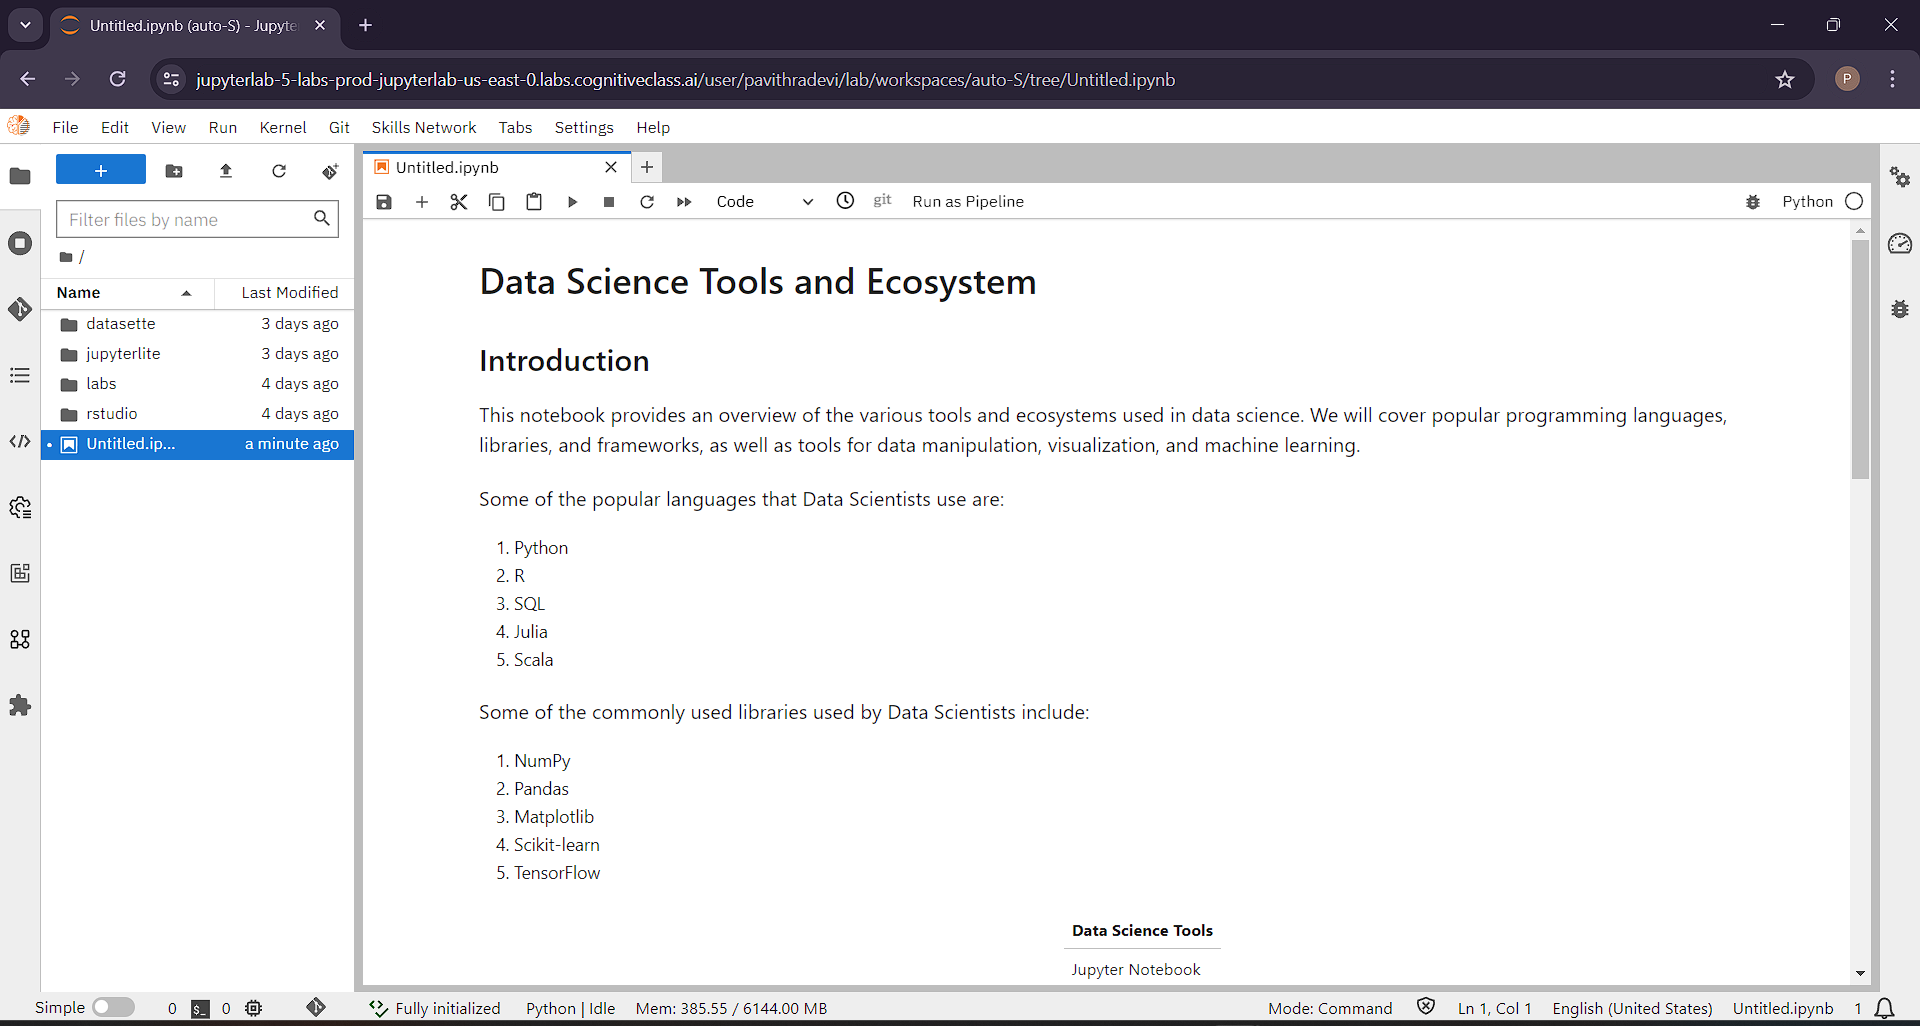 Untitled.ipynb (auto-S) - Jupyte
jupyterlab-5-labs-prod-jupyterlab-us-east-0.labs.cognitiveclass.ai/user/pavithradevi/lab/workspaces/auto-S/tree/Untitled.ipynb
P
File Edit View Run Kernel Git Skills Network Tabs Settings Help
Untitled.ipynb
Code git Run as Pipeline Python
Filter files by name
/
Name Last Modified
datasette 3 days ago
jupyterlite 3 days ago
labs 4 days ago
rstudio 4 days ago
Untitled.ip... a minute ago
Data Science Tools and Ecosystem
Introduction
This notebook provides an overview of the various tools and ecosystems used in data science. We will cover popular programming languages,
libraries, and frameworks, as well as tools for data manipulation, visualization, and machine learning.
Some of the popular languages that Data Scientists use are:
1. Python
2. R
3. SQL
4. Julia
5. Scala
Some of the commonly used libraries used by Data Scientists include:
1. NumPy
2. Pandas
3. Matplotlib
4. Scikit-learn
5. TensorFlow
Data Science Tools
Jupyter Notebook
Simple 0 $_ 0 Fully initialized Python | Idle Mem: 385.55 / 6144.00 MB Mode: Command Ln 1, Col 1 English (United States) Untitled.ipynb 1